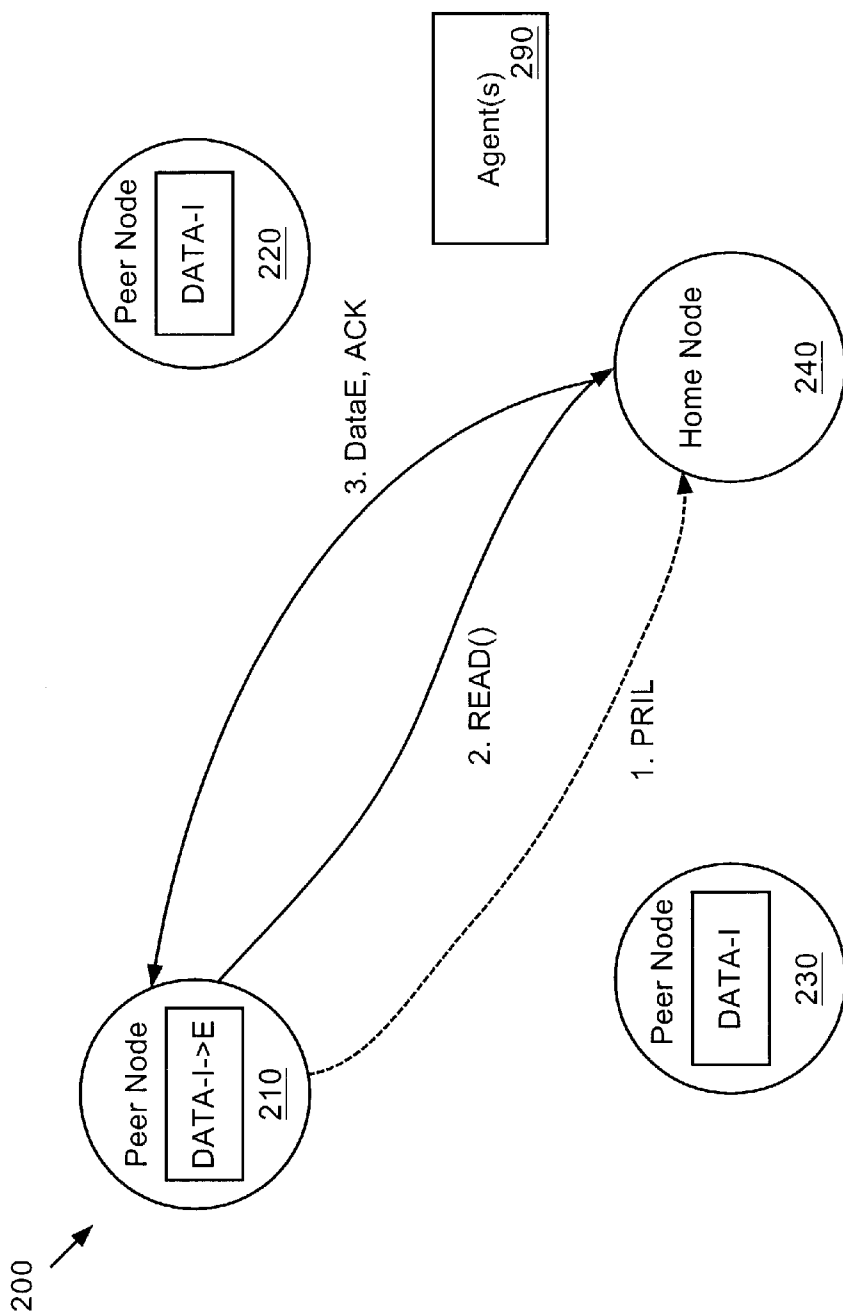 200
Peer Node
DATA-I->E
210
Peer Node
DATA-I
220
3. DataE, ACK
2. READ()
1. PRIL
Peer Node
DATA-I
230
Home Node
240
Agent(s)
290